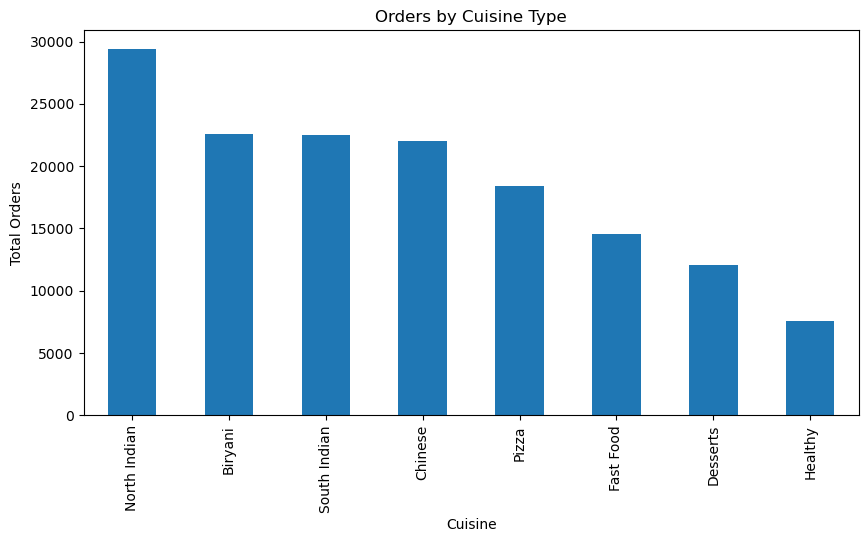 Orders by Cuisine Type
Total Orders
30000
25000
20000
15000
10000
5000
0
North Indian
Biryani
South Indian
Chinese
Pizza
Fast Food
Desserts
Healthy
Cuisine